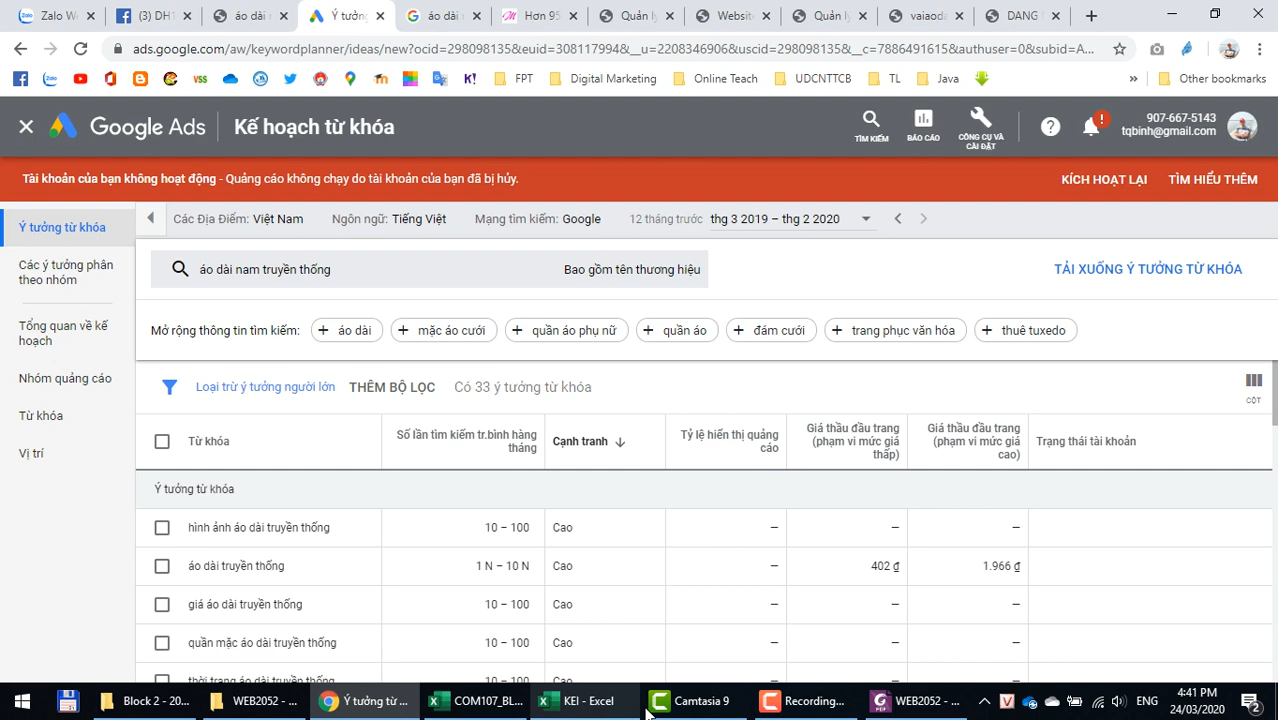 Zalo We
(3) DH1
áo dài n
Ý tưởng
áo dài r
Hơn 95
Quản lý
Website
Quản ly
vaiaoda
DANG N
ads.google.com/aw/keywordplanner/ideas/new?ocid=298098135&euid=308117994&__u=2208346906&uscid=298098135&__c=7886491615&authuser=0&subid=A...
FPT
Digital Marketing
Online Teach
UDCNTTCB
TL
Java
» Other bookmarks
Google Ads
Kế hoạch từ khóa
TÌM KIẾM
BÁO CÁO
CÔNG CỤ VÀ
CÀI ĐẶT
907-667-5143
tqbinh@gmail.com
Tài khoản của bạn không hoạt động - Quảng cáo không chạy do tài khoản của bạn đã bị hủy.
KÍCH HOẠT LẠI
TÌM HIỂU THÊM
Ý tưởng từ khóa
Các ý tưởng phân
theo nhóm
Tổng quan về kế
hoạch
Nhóm quảng cáo
Từ khóa
Vị trí
Các Địa Điểm: Việt Nam
Ngôn ngữ: Tiếng Việt
Mạng tìm kiếm: Google
12 tháng trước
thg 3 2019 – thg 2 2020
áo dài nam truyền thống
Bao gồm tên thương hiệu
TẢI XUỐNG Ý TƯỞNG TỪ KHÓA
Mở rộng thông tin tìm kiếm:
+ áo dài
+ mặc áo cưới
+ quần áo phụ nữ
+ quần áo
+ đám cưới
+ trang phục văn hóa
+ thuê tuxedo
Loại trừ ý tưởng người lớn
THÊM BỘ LỌC
Có 33 ý tưởng từ khóa
CỘT
Từ khóa
Số lần tìm kiếm tr.bình hàng
tháng
Cạnh tranh
Tỷ lệ hiển thị quảng
cáo
Giá thầu đầu trang
(phạm vi mức giá
thấp)
Giá thầu đầu trang
(phạm vi mức giá
cao)
Trạng thái tài khoản
Ý tưởng từ khóa
hình ảnh áo dài truyền thống 10 – 100 Cao – – –
áo dài truyền thống 1 N – 10 N Cao – 402 ₫ 1.966 ₫
giá áo dài truyền thống 10 – 100 Cao – – –
quần mặc áo dài truyền thống 10 – 100 Cao – – –
thời trang áo dài truyền thống 10 – 100 Cao – – –
Block 2 - 20...
WEB2052 - ...
Ý tưởng từ ...
COM107_BL...
KEI - Excel
Camtasia 9
Recording...
WEB2052 - ...
ENG
4:41 PM
24/03/2020
2